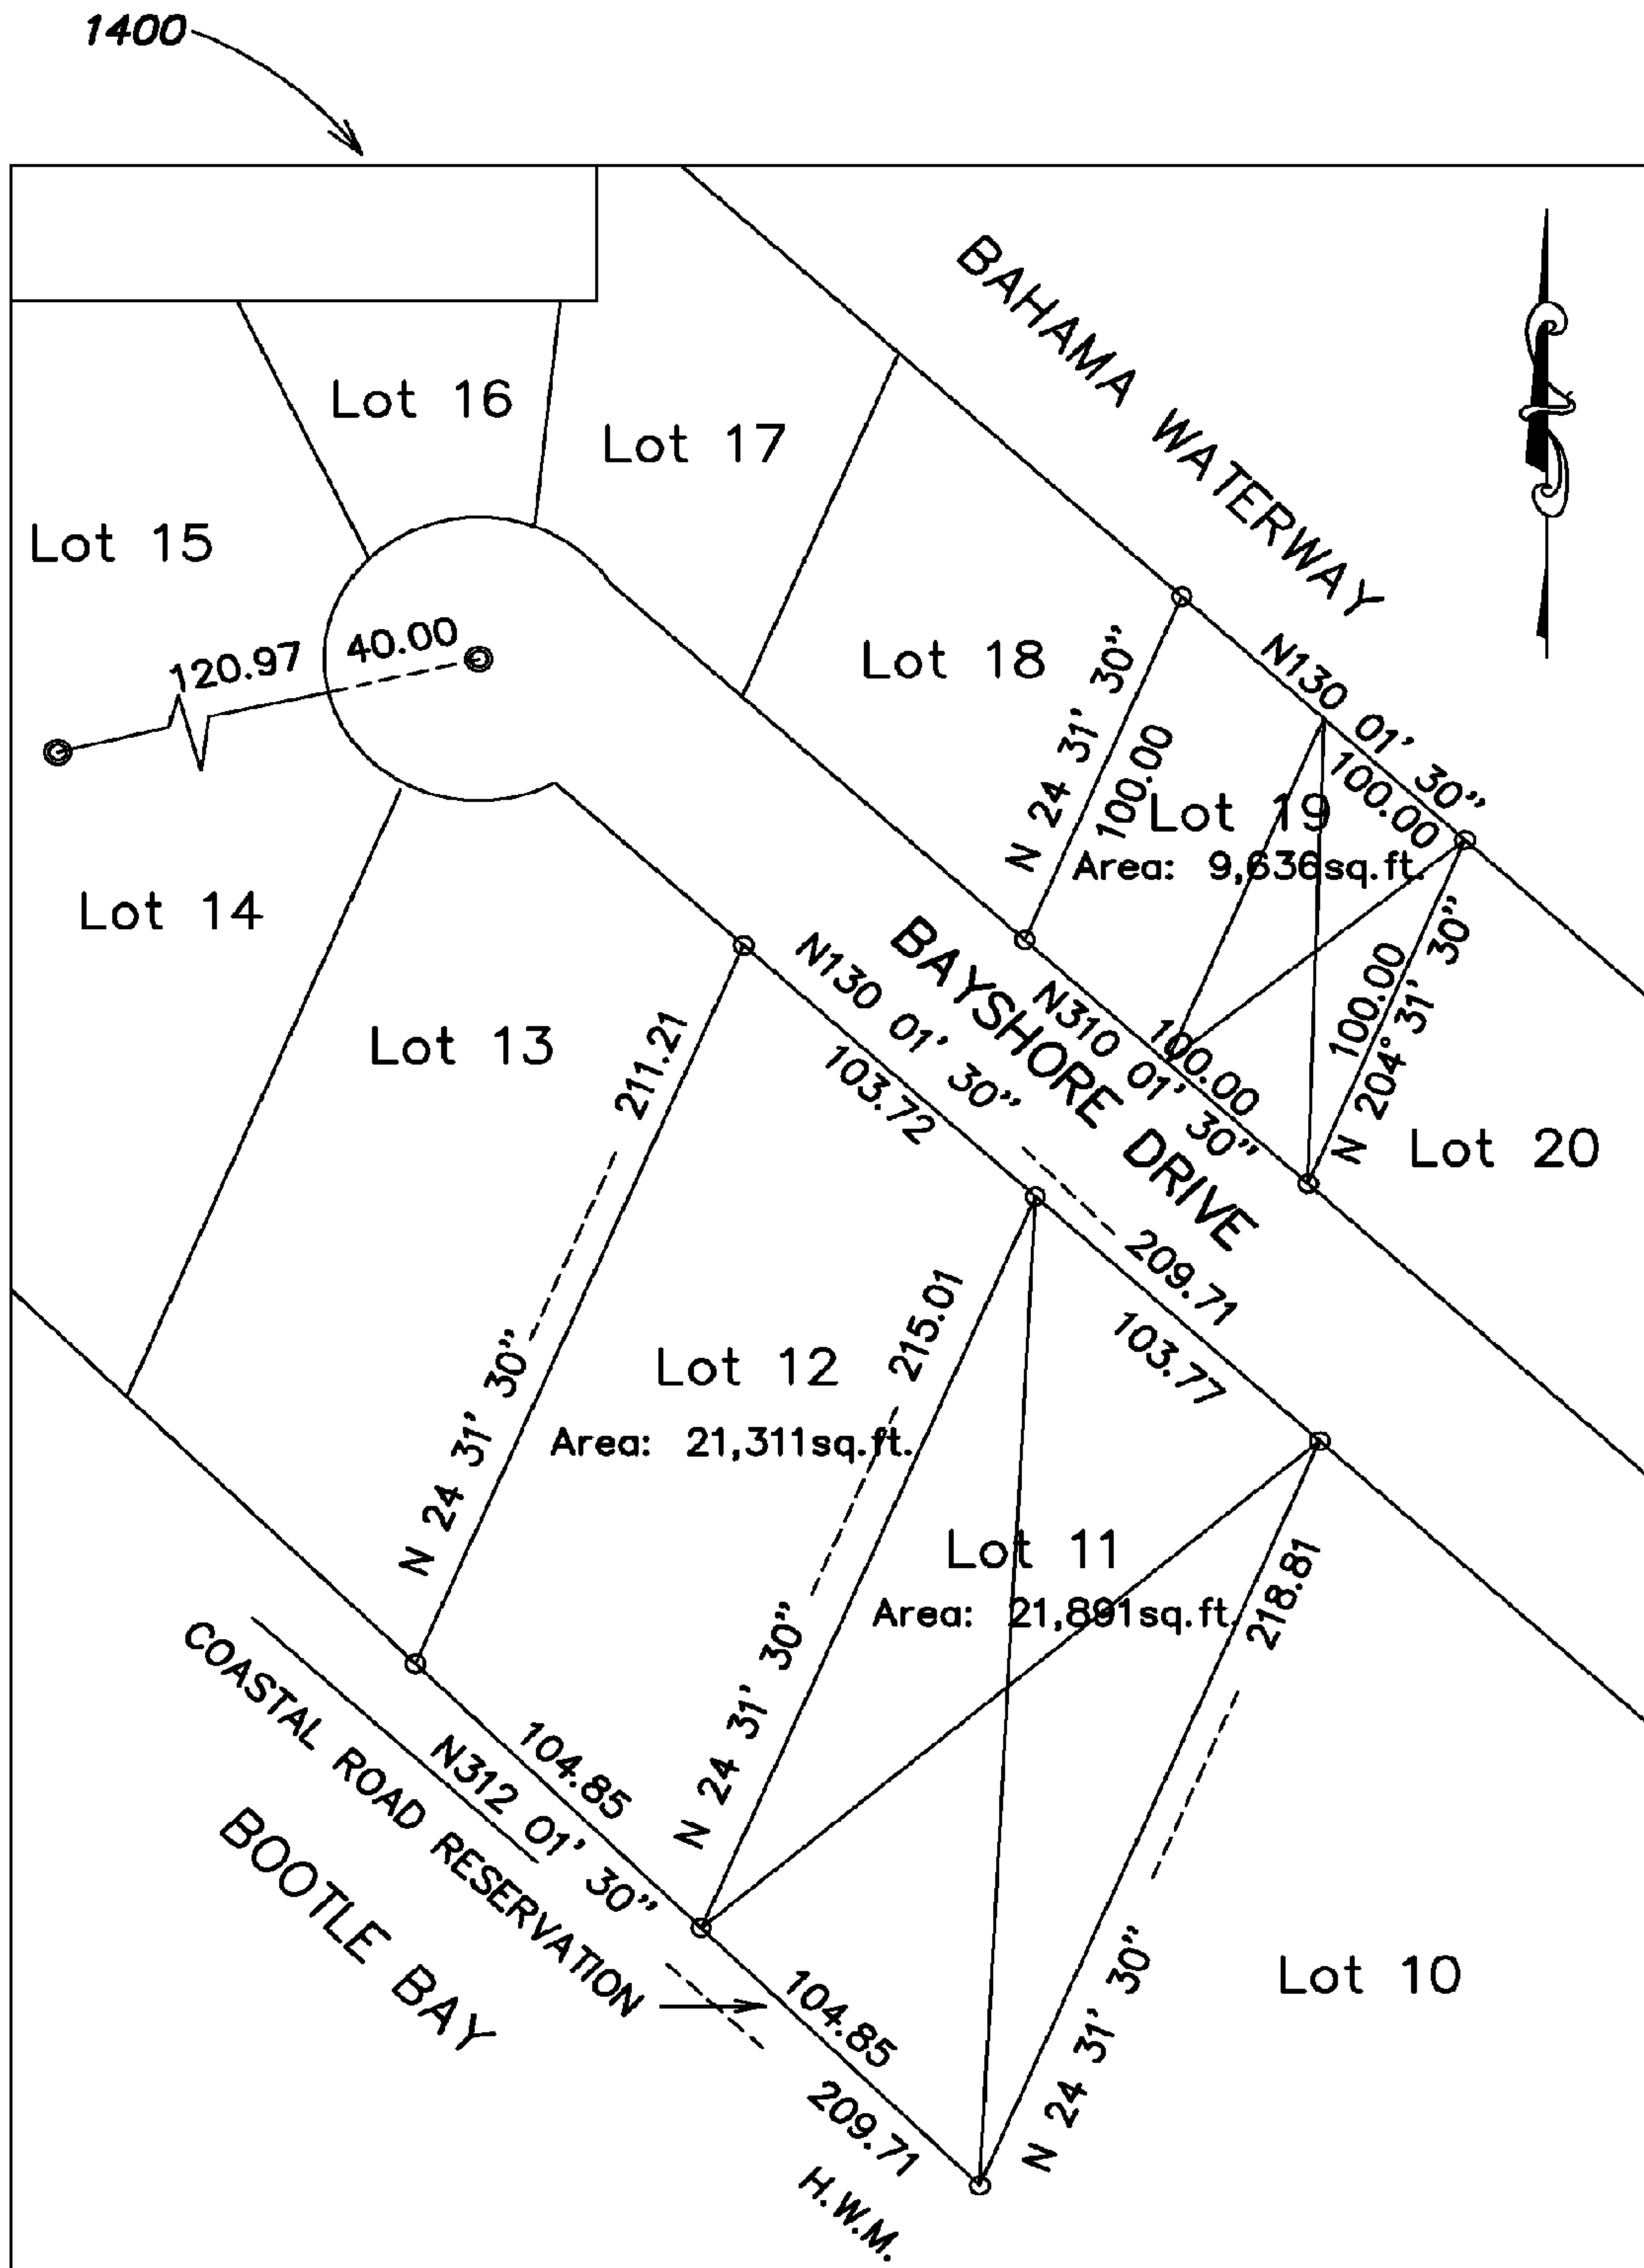 1400
BAHAMA WATERWAY
Lot 16
Lot 17
Lot 15
120.97
40.00
Lot 18
N 24 31' 30"
100.00
N130 01' 30"
100.00
Lot 19
Area: 9,636sq.ft.
Lot 14
BAYSHORE DRIVE
N310 01' 30"
100.00
100.00
N 204° 31' 30"
Lot 20
Lot 13
211.21
N 24 31' 30"
N130 01' 30"
103.72
209.71
103.77
Lot 12
Area: 21,311sq.ft.
215.01
N 24 31' 30"
Lot 11
Area: 21,891sq.ft.
218.81
N 24 31' 30"
COASTAL ROAD RESERVATION
104.85
N312 01' 30"
BOOTLE BAY
104.85
209.71
H.W.M.
Lot 10